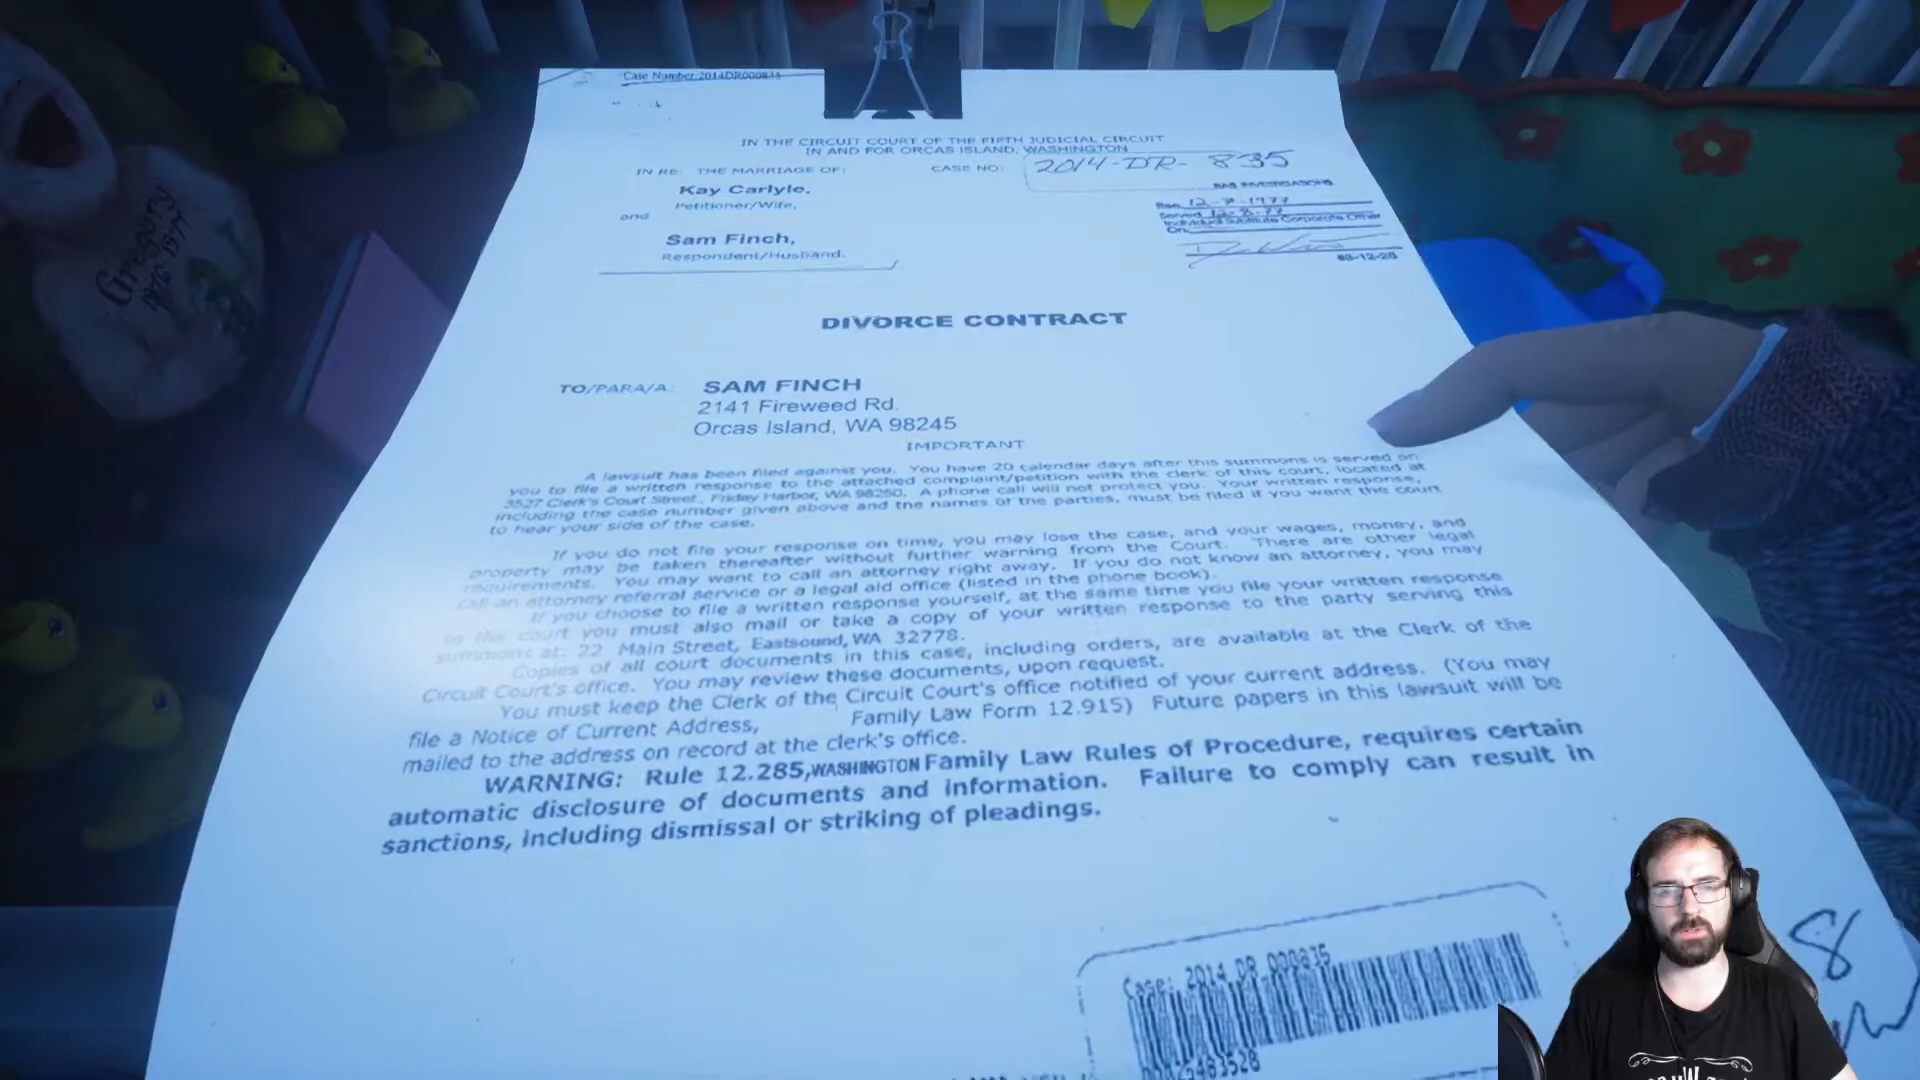 Case Number:2014DR000835
IN THE CIRCUIT COURT OF THE FIFTH JUDICIAL CIRCUIT
IN AND FOR ORCAS ISLAND, WASHINGTON
IN RE: THE MARRIAGE OF:
CASE NO:
2014-DR-835
Kay Carlyle,
Petitioner/Wife,
and
Sam Finch,
Respondent/Husband.
INVESTIGATIONS
12-7-1977
Served 12-8-77
Individual Substitute Corporate Other
On
DIVORCE CONTRACT
TO/PARA/A: SAM FINCH
2141 Fireweed Rd.
Orcas Island, WA 98245
IMPORTANT
A lawsuit has been filed against you. You have 20 calendar days after this summons is served on
you to file a written response to the attached complaint/petition with the clerk of this court, located at
3527 Clerk's Court Street, Friday Harbor, WA 98250. A phone call will not protect you. Your written response,
including the case number given above and the names of the parties, must be filed if you want the court
to hear your side of the case.
If you do not file your response on time, you may lose the case, and your wages, money, and
property may be taken thereafter without further warning from the Court. There are other legal
requirements. You may want to call an attorney right away. If you do not know an attorney, you may
call an attorney referral service or a legal aid office (listed in the phone book).
If you choose to file a written response yourself, at the same time you file your written response
to the court you must also mail or take a copy of your written response to the party serving this
summons at: 22 Main Street, Eastsound, WA 32778.
Copies of all court documents in this case, including orders, are available at the Clerk of the
Circuit Court's office. You may review these documents, upon request.
You must keep the Clerk of the Circuit Court's office notified of your current address. (You may
file a Notice of Current Address, Family Law Form 12.915) Future papers in this lawsuit will be
mailed to the address on record at the clerk's office.
WARNING: Rule 12.285, WASHINGTON Family Law Rules of Procedure, requires certain
automatic disclosure of documents and information. Failure to comply can result in
sanctions, including dismissal or striking of pleadings.
Case: 2014 DR 000835
Gregory
1977
8